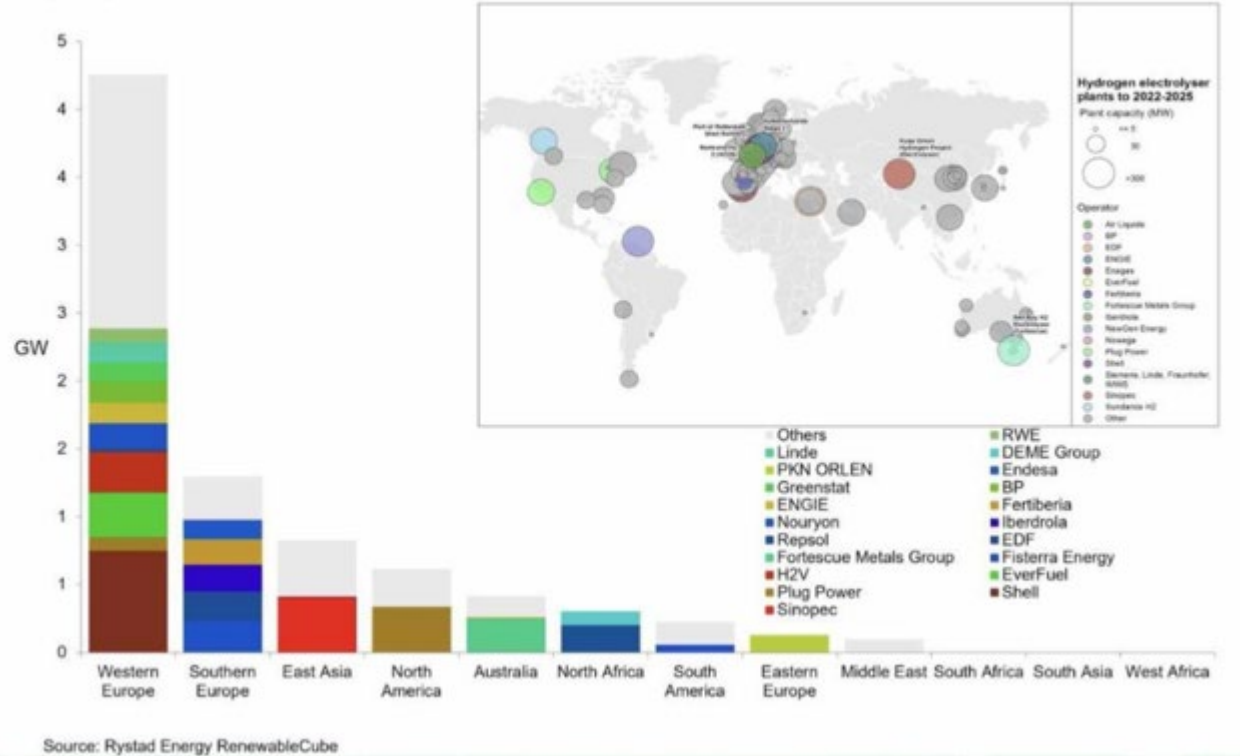 5
4
4
3
3
GW
2
2
1
1
0
Western Europe
Southern Europe
East Asia
North America
Australia
North Africa
South America
Eastern Europe
Middle East
South Africa
South Asia
West Africa
Hydrogen electrolyser
plants to 2022-2025
Plant capacity (MW)
Operator
Air Liquide
BP
EDF
ENGIE
Enagas
EverFuel
Fertiberia
Fortescue Metals Group
Iberdrola
NewGen Energy
Nowega
Plug Power
Shell
Siemens, Linde, Fraunhofer,
Sinopec
Sundance H2
Other
Others
Linde
PKN ORLEN
Greenstat
ENGIE
Nouryon
Repsol
Fortescue Metals Group
H2V
Plug Power
Sinopec
RWE
DEME Group
Endesa
BP
Fertiberia
Iberdrola
EDF
Fisterra Energy
EverFuel
Shell
Source: Rystad Energy RenewableCube